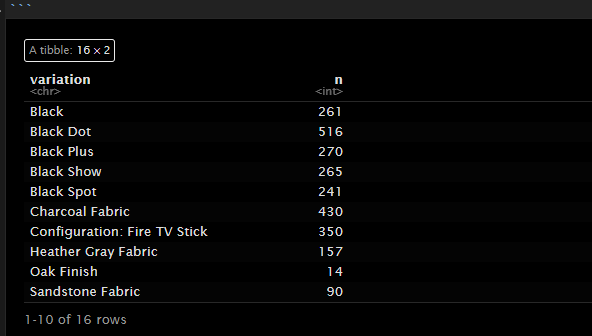 ```
A tibble: 16 × 2
variation n
<chr> <int>
Black 261
Black Dot 516
Black Plus 270
Black Show 265
Black Spot 241
Charcoal Fabric 430
Configuration: Fire TV Stick 350
Heather Gray Fabric 157
Oak Finish 14
Sandstone Fabric 90
1-10 of 16 rows